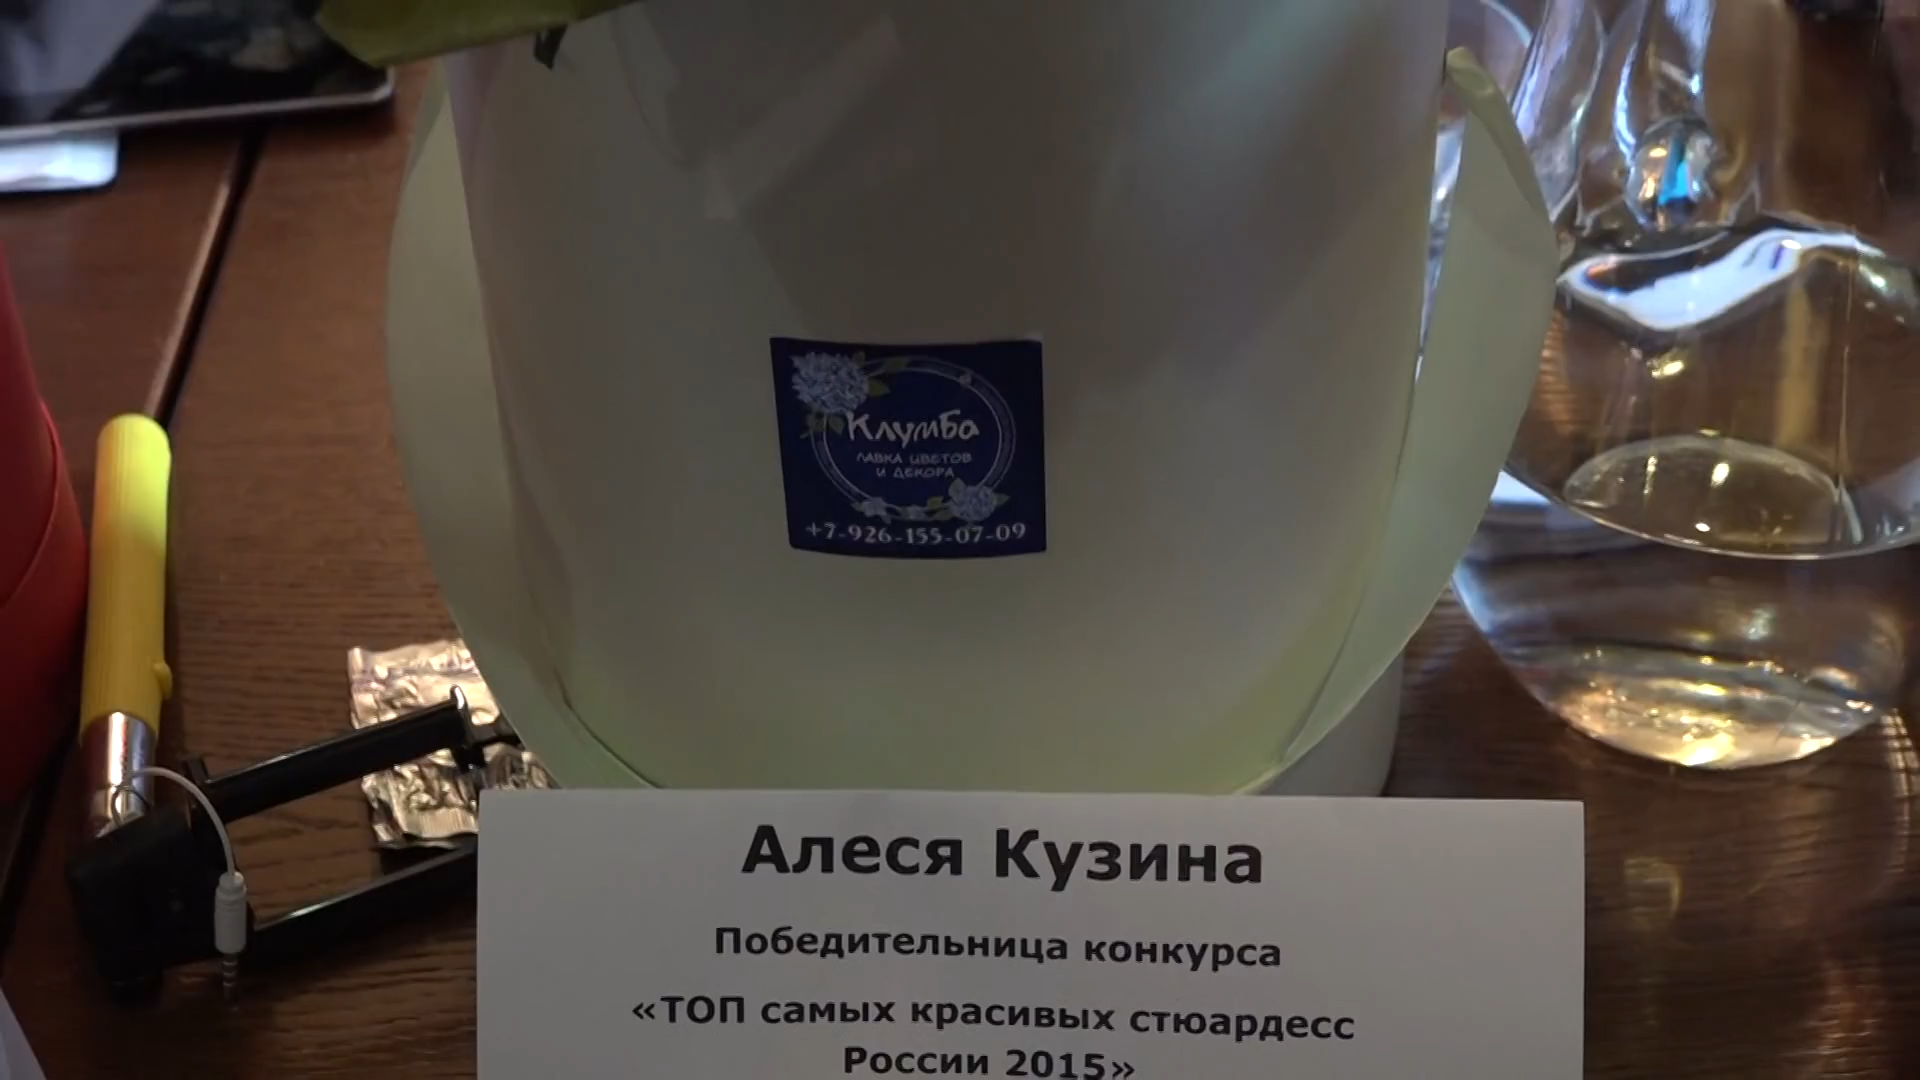 Клумба
ЛАВКА ЦВЕТОВ
И ДЕКОРА
+7-926-155-07-09
Алеся Кузина
Победительница конкурса
«ТОП самых красивых стюардесс
России 2015»